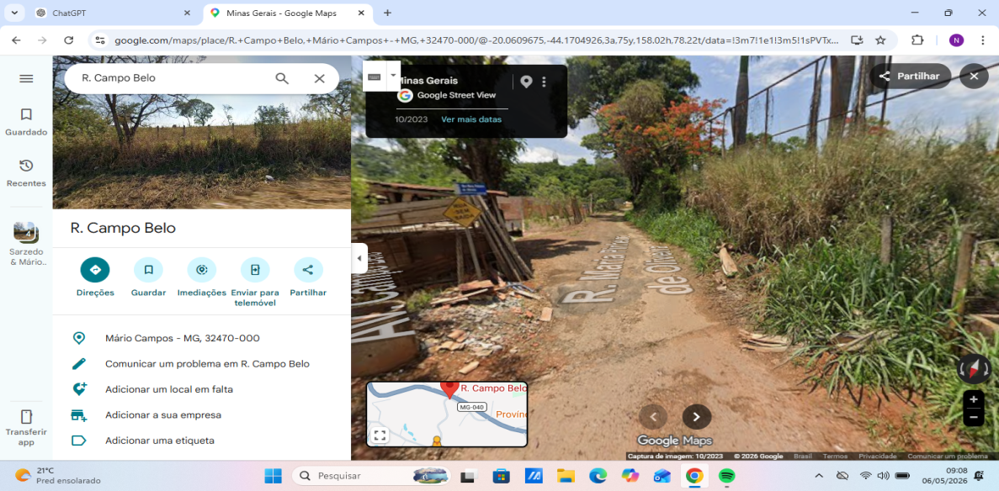 ChatGPT
Minas Gerais - Google Maps
google.com/maps/place/R.+Campo+Belo,+Mário+Campos+-+MG,+32470-000/@-20.0609675,-44.1704926,3a,75y,158.02h,78.22t/data=!3m7!1e1!3m5!1sPVTx...
N
R. Campo Belo
Guardado
Recentes
4
Sarzedo
& Mário..
Transferir
app
R. Campo Belo
Direções
Guardar
Imediações
Enviar para
telemóvel
Partilhar
Mário Campos - MG, 32470-000
Comunicar um problema em R. Campo Belo
Adicionar um local em falta
Adicionar a sua empresa
Adicionar uma etiqueta
Minas Gerais
Google Street View
10/2023
Ver mais datas
Partilhar
R. Maria
de Oliveira
R. Campo Belo
MG-040
Google Maps
Captura de imagem: 10/2023
© 2026 Google
Brasil
Termos
Privacidade
Comunicar um problema
21°C
Pred ensolarado
Pesquisar
09:08
06/05/2026